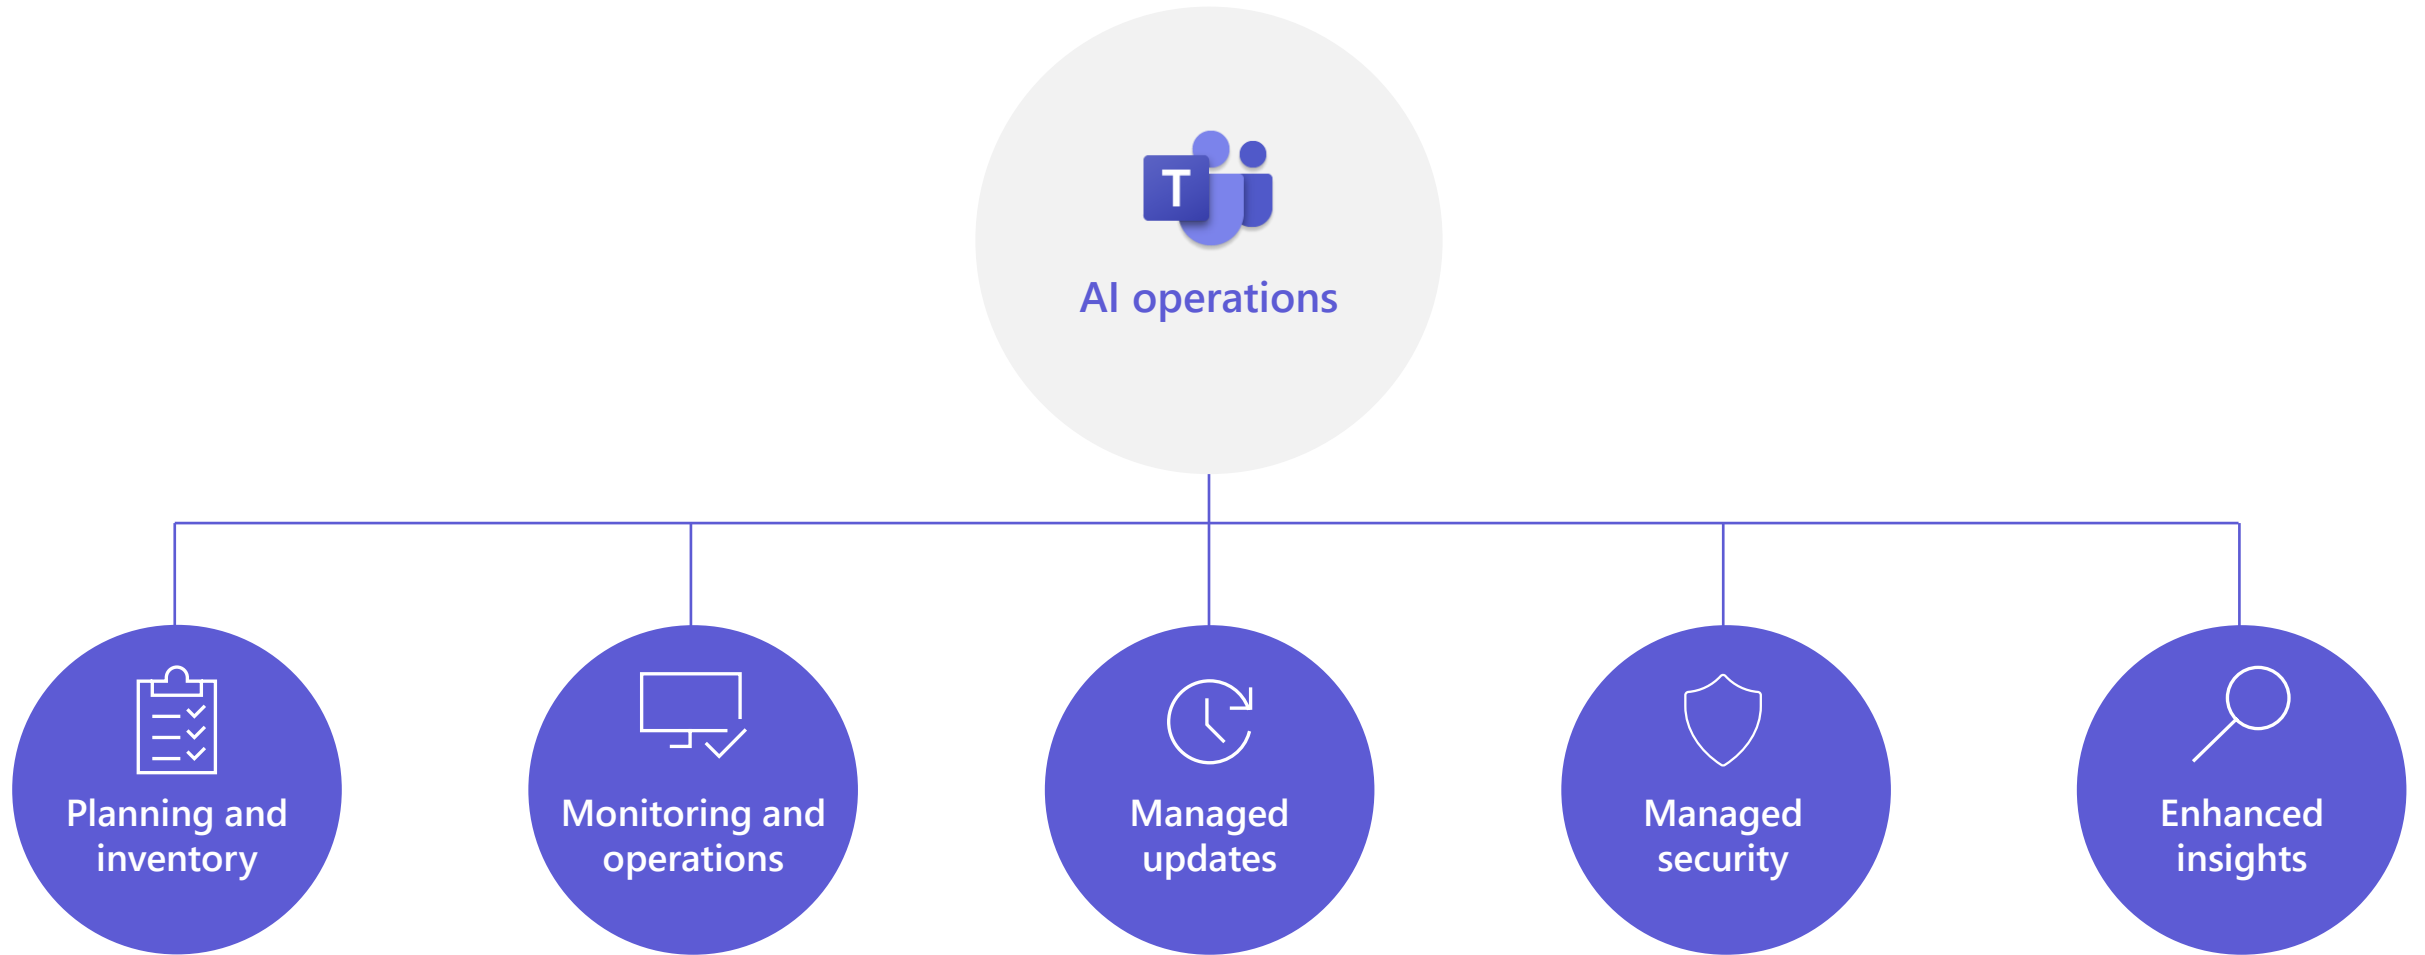 T
AI operations
Planning and
inventory
Monitoring and
operations
Managed
updates
Managed
security
Enhanced
insights